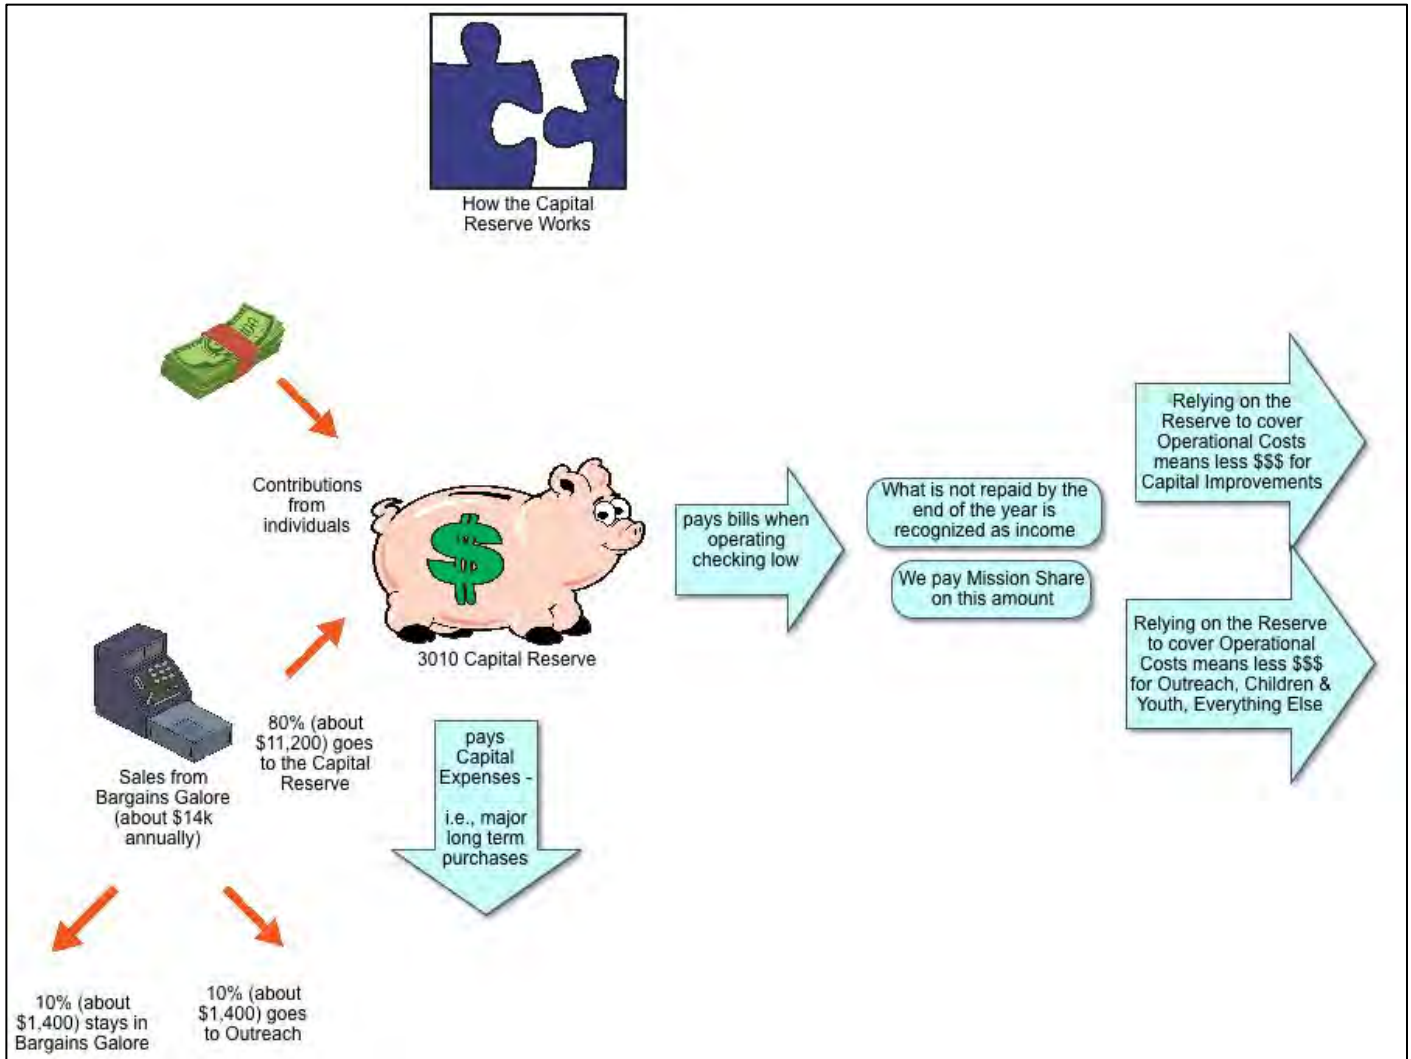 How the Capital
Reserve Works
Contributions
from
individuals
3010 Capital Reserve
Sales from
Bargains Galore
(about $14k
annually)
80% (about
$11,200) goes
to the Capital
Reserve
10% (about
$1,400) stays in
Bargains Galore
10% (about
$1,400) goes
to Outreach
pays
Capital
Expenses -
i.e., major
long term
purchases
pays bills when
operating
checking low
What is not repaid by the
end of the year is
recognized as income
We pay Mission Share
on this amount
Relying on the
Reserve to cover
Operational Costs
means less $$$ for
Capital Improvements
Relying on the Reserve
to cover Operational
Costs means less $$$
for Outreach, Children &
Youth, Everything Else
$